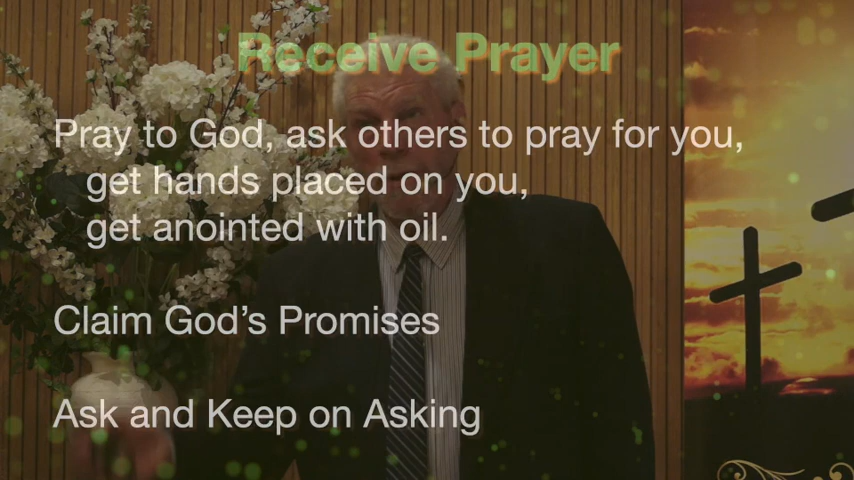 Receive Prayer
Pray to God, ask others to pray for you,
get hands placed on you,
get anointed with oil.
Claim God's Promises
Ask and Keep on Asking